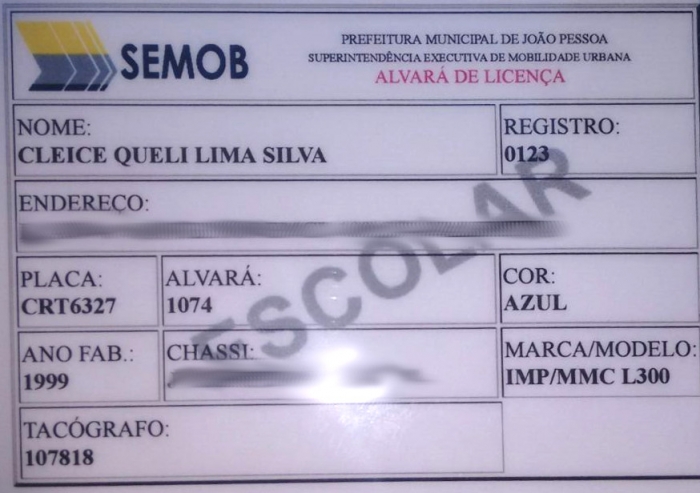 SEMOB
PREFEITURA MUNICIPAL DE JOÃO PESSOA
SUPERINTENDÊNCIA EXECUTIVA DE MOBILIDADE URBANA
ALVARÁ DE LICENÇA
NOME:
CLEICE QUELI LIMA SILVA
REGISTRO:
0123
ENDEREÇO:
PLACA:
CRT6327
ALVARÁ:
1074
COR:
AZUL
ANO FAB.:
1999
CHASSI:
MARCA/MODELO:
IMP/MMC L300
TACÓGRAFO:
107818
ESCOLAR